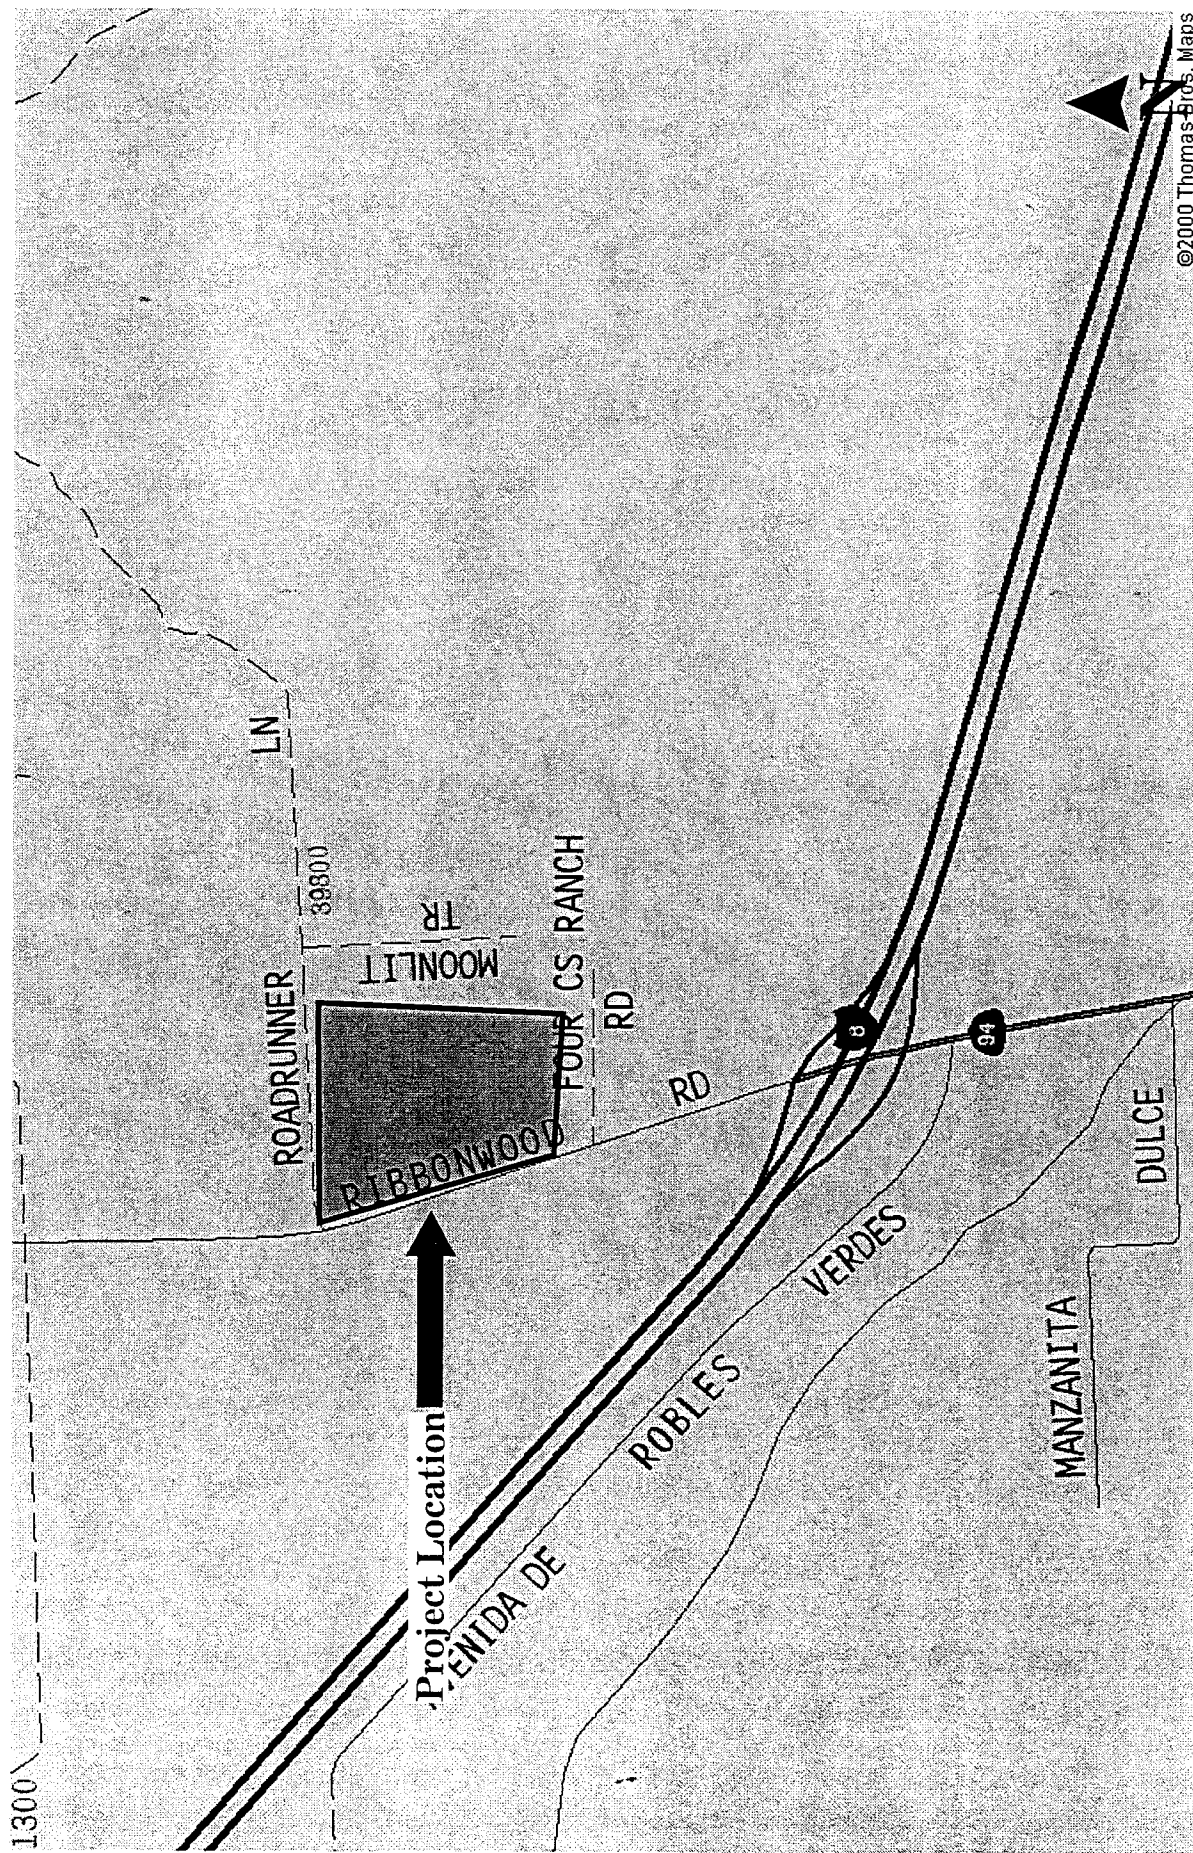 1300
ROADRUNNER
LN
39800
MOONLIT
TR
RIBBONWOOD
RD
FOUR CS RANCH
RD
Project Location
ENIDA DE
ROBLES
VERDES
8
94
MANZANITA
DULCE
N
©2000 Thomas Bros. Maps